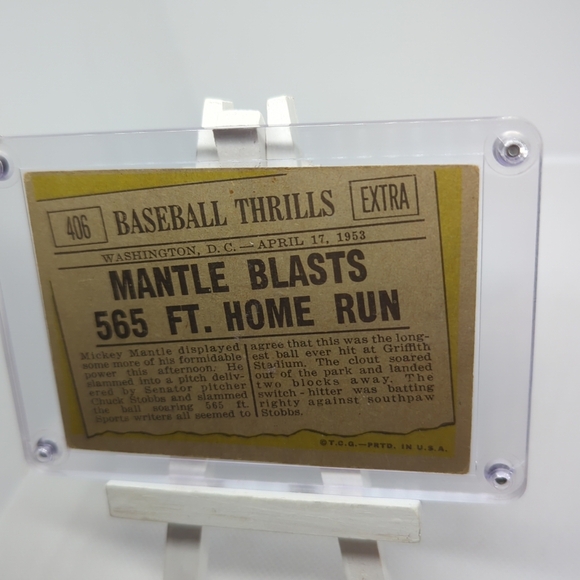 406 BASEBALL THRILLS EXTRA
WASHINGTON, D. C. — APRIL 17, 1953
MANTLE BLASTS
565 FT. HOME RUN
Mickey Mantle displayed
some more of his formidable
power this afternoon. He
slammed into a pitch deliv-
ered by Senator pitcher
Chuck Stobbs and slammed
the ball soaring 565 ft.
Sports writers all seemed to
agree that this was the long-
est ball ever hit at Griffith
Stadium. The clout soared
out of the park and landed
two blocks away. The
switch-hitter was batting
righty against southpaw
Stobbs.
©T.C.G.—PRTD. IN U.S.A.